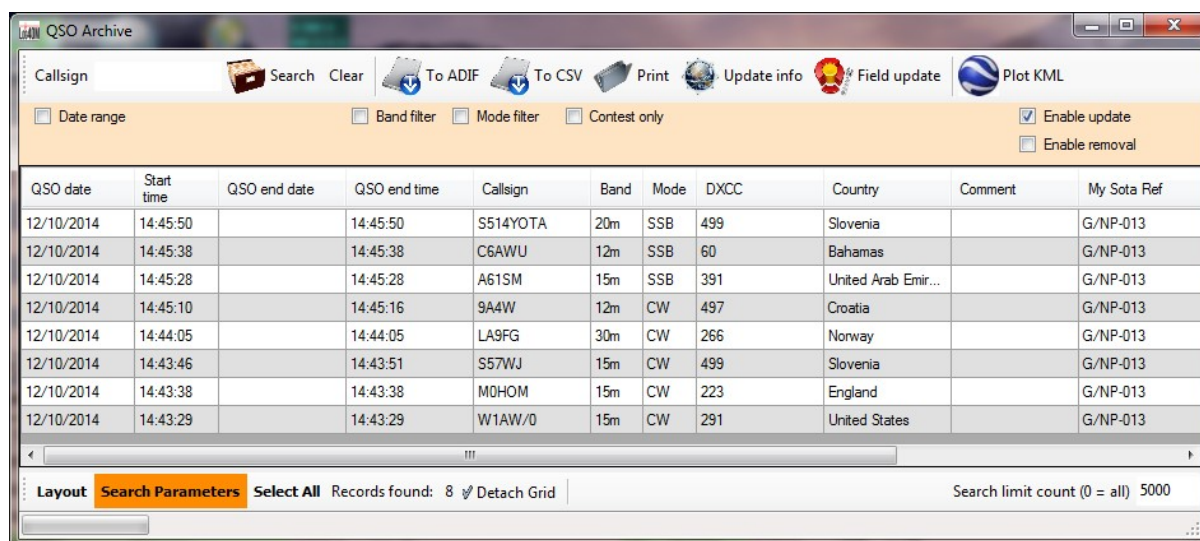 QSO Archive
Callsign Search Clear To ADIF To CSV Print Update info Field update Plot KML
Date range Band filter Mode filter Contest only Enable update
Enable removal
QSO date Start time QSO end date QSO end time Callsign Band Mode DXCC Country Comment My Sota Ref
12/10/2014 14:45:50 14:45:50 S514YOTA 20m SSB 499 Slovenia G/NP-013
12/10/2014 14:45:38 14:45:38 C6AWU 12m SSB 60 Bahamas G/NP-013
12/10/2014 14:45:28 14:45:28 A61SM 15m SSB 391 United Arab Emir... G/NP-013
12/10/2014 14:45:10 14:45:16 9A4W 12m CW 497 Croatia G/NP-013
12/10/2014 14:44:05 14:44:05 LA9FG 30m CW 266 Norway G/NP-013
12/10/2014 14:43:46 14:43:51 S57WJ 15m CW 499 Slovenia G/NP-013
12/10/2014 14:43:38 14:43:38 M0HOM 15m CW 223 England G/NP-013
12/10/2014 14:43:29 14:43:29 W1AW/0 15m CW 291 United States G/NP-013
Layout Search Parameters Select All Records found: 8 Detach Grid Search limit count (0 = all) 5000